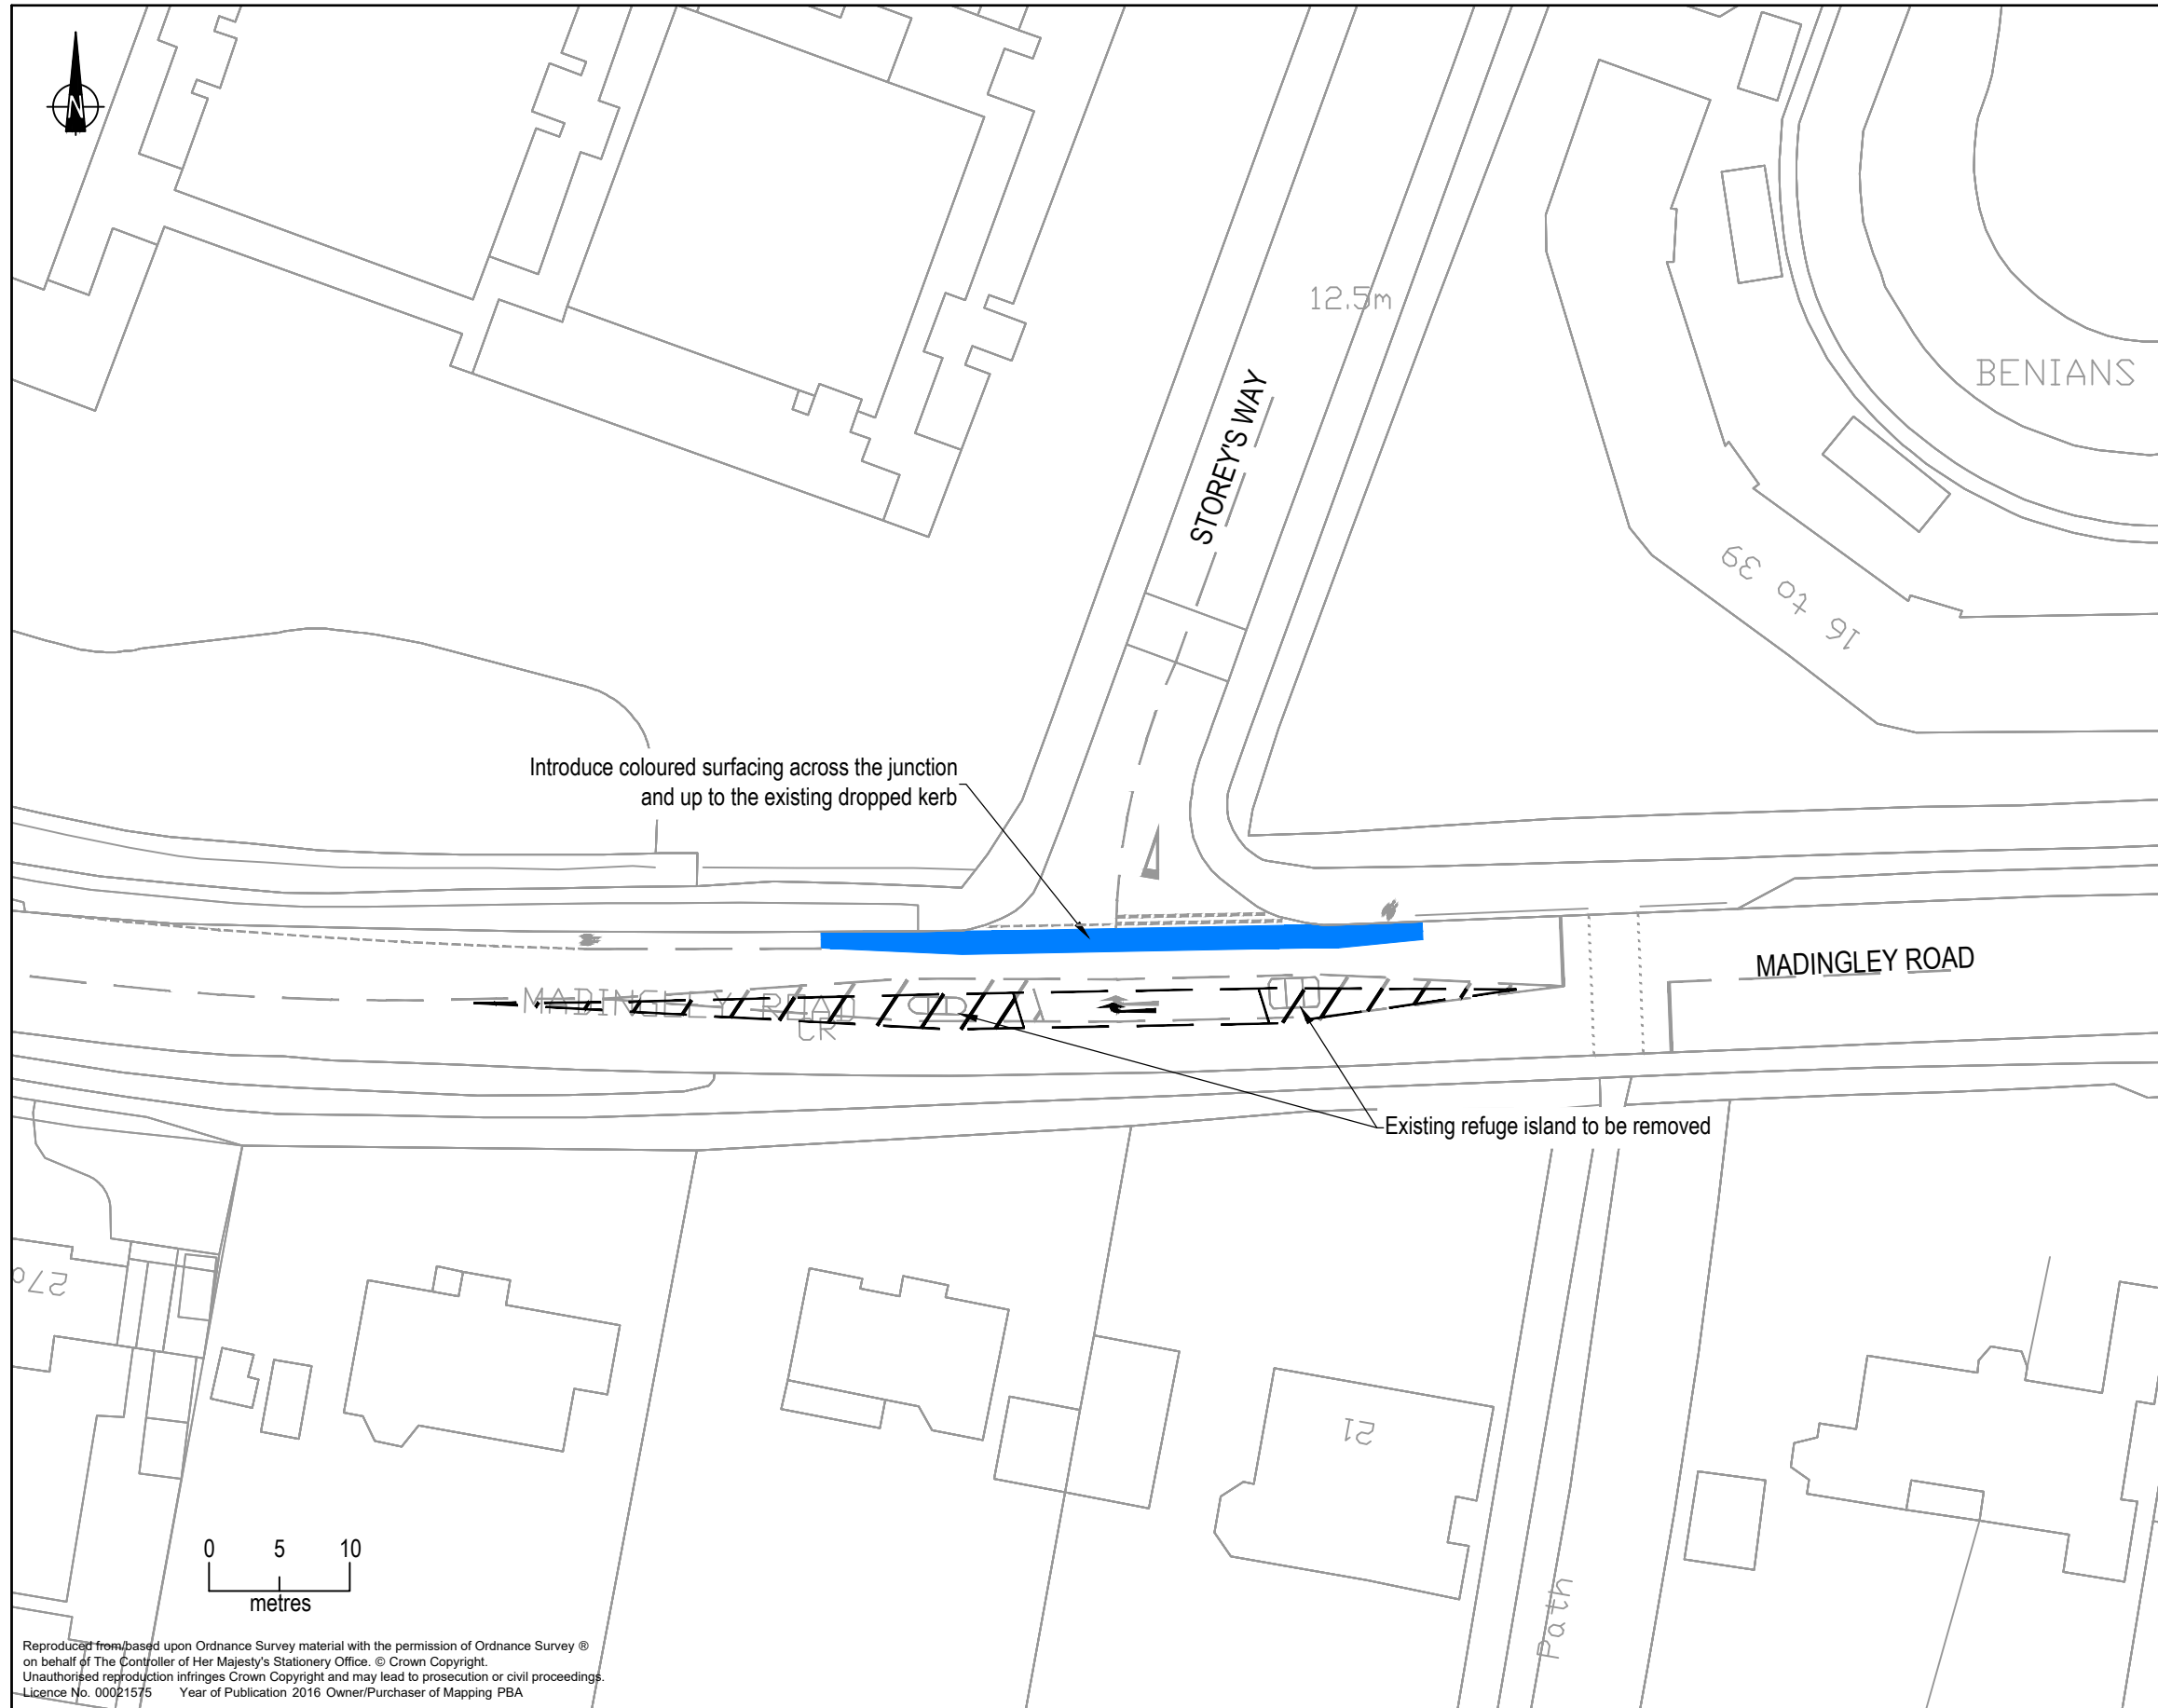 N
12.5m
BENIANS
STOREY'S WAY
16 to 39
Introduce coloured surfacing across the junction
and up to the existing dropped kerb
MADINGLEY ROAD
MADINGLEY ROAD
CR
Existing refuge island to be removed
27a
21
Path
0 5 10
metres
Reproduced from/based upon Ordnance Survey material with the permission of Ordnance Survey ®
on behalf of The Controller of Her Majesty's Stationery Office. © Crown Copyright.
Unauthorised reproduction infringes Crown Copyright and may lead to prosecution or civil proceedings.
Licence No. 00021575 Year of Publication 2016 Owner/Purchaser of Mapping PBA